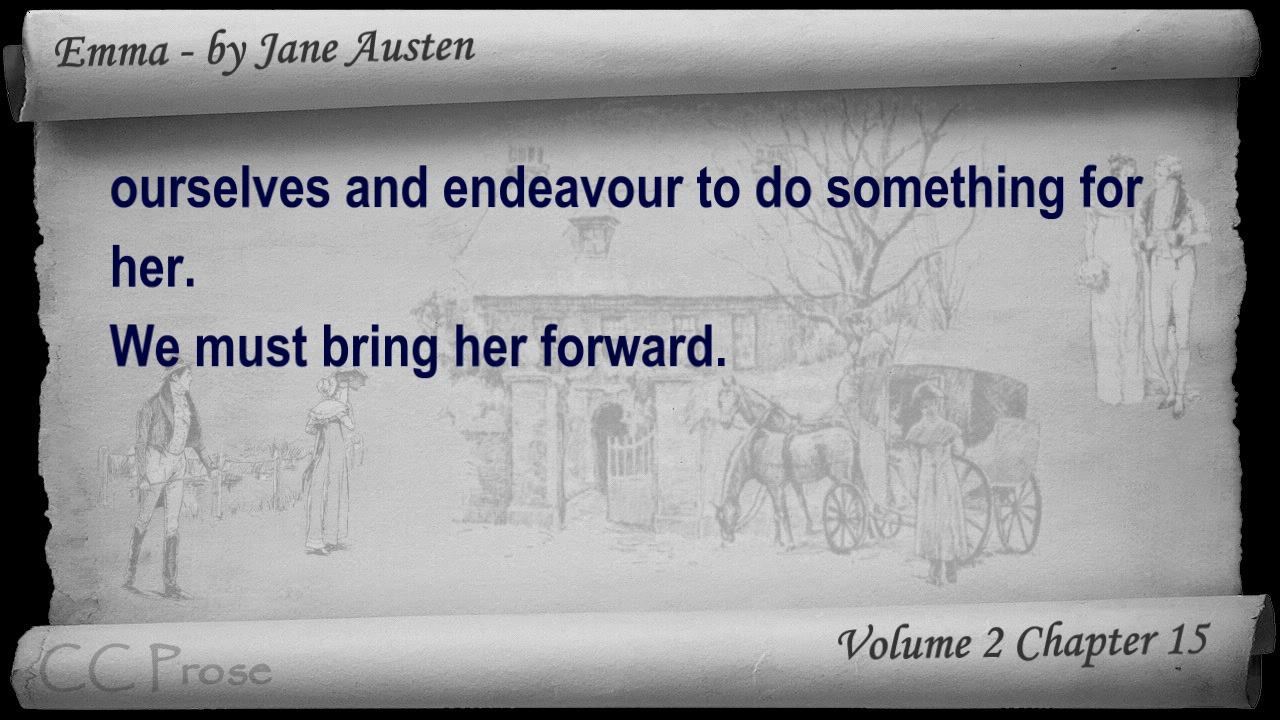 Emma - by Jane Austen
ourselves and endeavour to do something for
her.
We must bring her forward.
Volume 2 Chapter 15
CC Prose